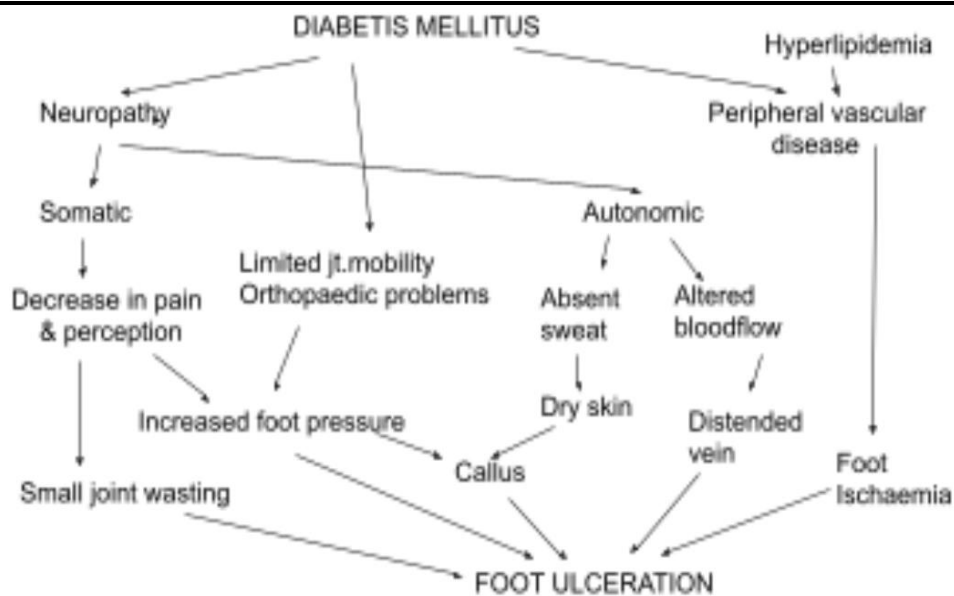 DIABETIS MELLITUS
Hyperlipidemia
Neuropathy
Peripheral vascular
disease
Somatic
Autonomic
Limited jt.mobility
Orthopaedic problems
Decrease in pain
& perception
Absent
sweat
Altered
bloodflow
Increased foot pressure
Dry skin
Distended
vein
Callus
Small joint wasting
Foot
Ischaemia
FOOT ULCERATION